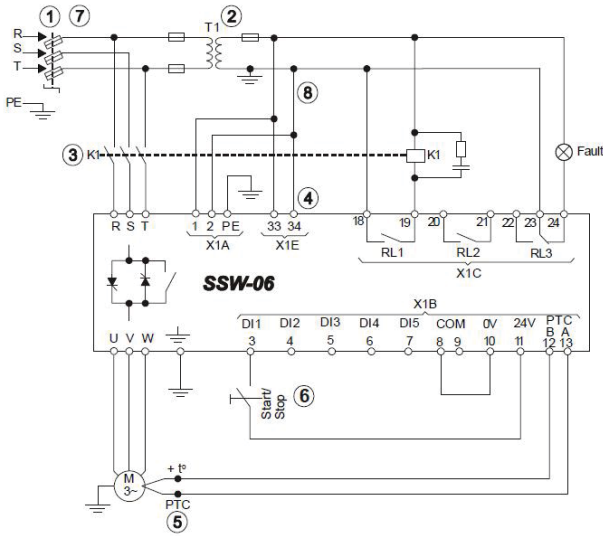 1 7 T1 2
R
S
T
PE
8
3 K1 K1 Fault
4
R S T 1 2 PE 33 34 18 19 20 21 22 23 24
X1A X1E RL1 RL2 RL3
X1C
SSW-06
X1B
DI1 DI2 DI3 DI4 DI5 COM 0V 24V PTC
B A
U V W 3 4 5 6 7 8 9 10 11 12 13
Start/
Stop
6
M
3~
+ tº
PTC
5